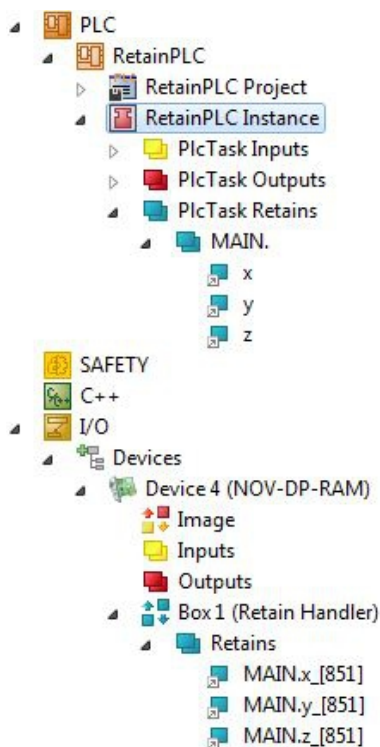 PLC
RetainPLC
RetainPLC Project
RetainPLC Instance
PlcTask Inputs
PlcTask Outputs
PlcTask Retains
MAIN.
x
y
z
SAFETY
C++
I/O
Devices
Device 4 (NOV-DP-RAM)
Image
Inputs
Outputs
Box 1 (Retain Handler)
Retains
MAIN.x_[851]
MAIN.y_[851]
MAIN.z_[851]